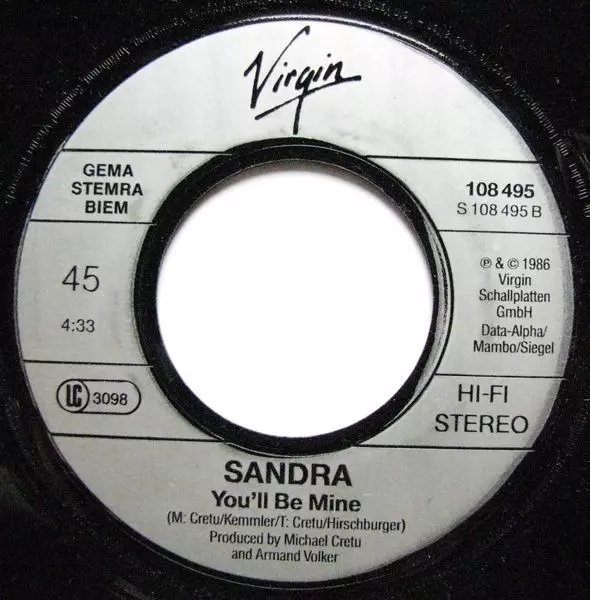 Virgin
GEMA
STEMRA
BIEM
108 495
S 108 495 B
45
4:33
℗ & © 1986
Virgin
Schallplatten
GmbH
Data-Alpha/
Mambo/Siegel
LC 3098
HI-FI
STEREO
SANDRA
You'll Be Mine
(M: Cretu/Kemmler/T: Cretu/Hirschburger)
Produced by Michael Cretu
and Armand Volker